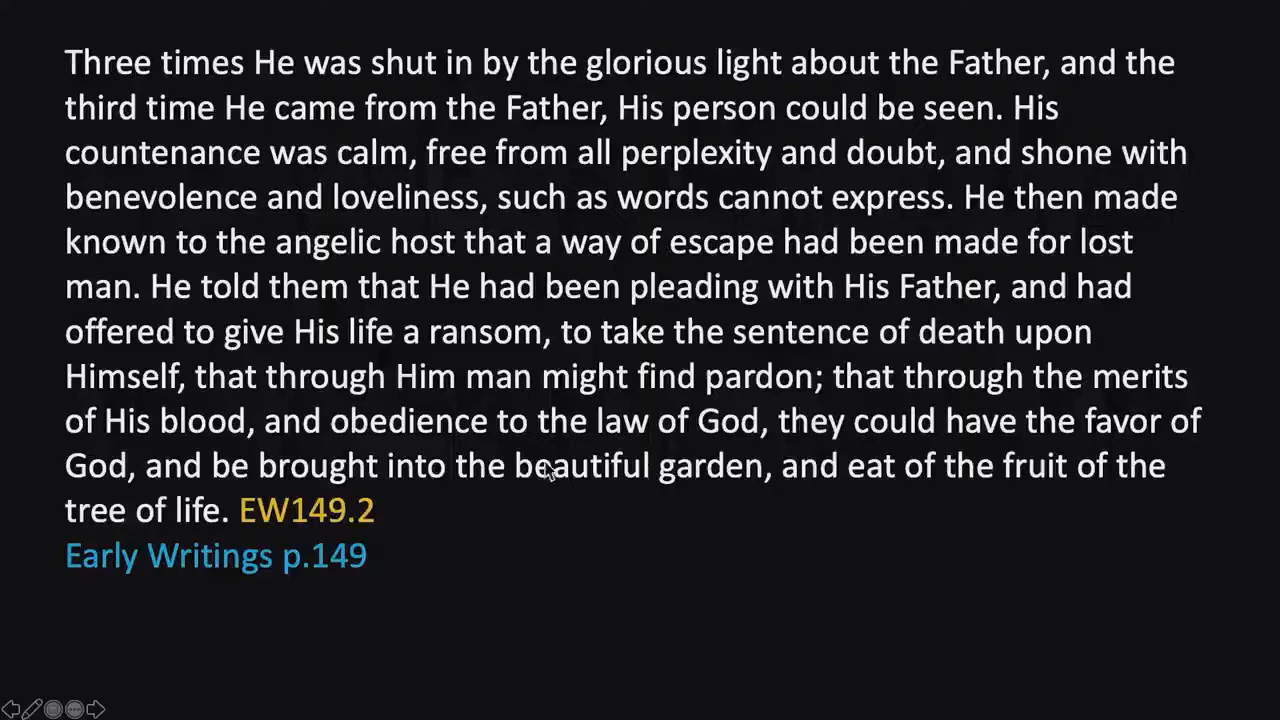 Three times He was shut in by the glorious light about the Father, and the
third time He came from the Father, His person could be seen. His
countenance was calm, free from all perplexity and doubt, and shone with
benevolence and loveliness, such as words cannot express. He then made
known to the angelic host that a way of escape had been made for lost
man. He told them that He had been pleading with His Father, and had
offered to give His life a ransom, to take the sentence of death upon
Himself, that through Him man might find pardon; that through the merits
of His blood, and obedience to the law of God, they could have the favor of
God, and be brought into the beautiful garden, and eat of the fruit of the
tree of life. EW149.2
Early Writings p.149